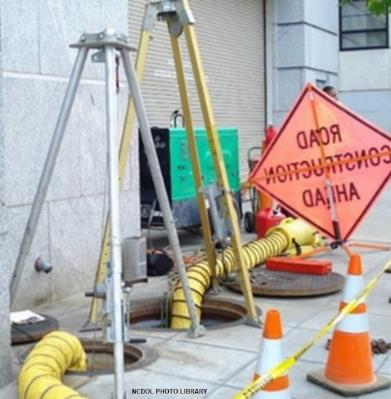 ROAD
CONSTRUCTION
AHEAD
NCDOL PHOTO LIBRARY